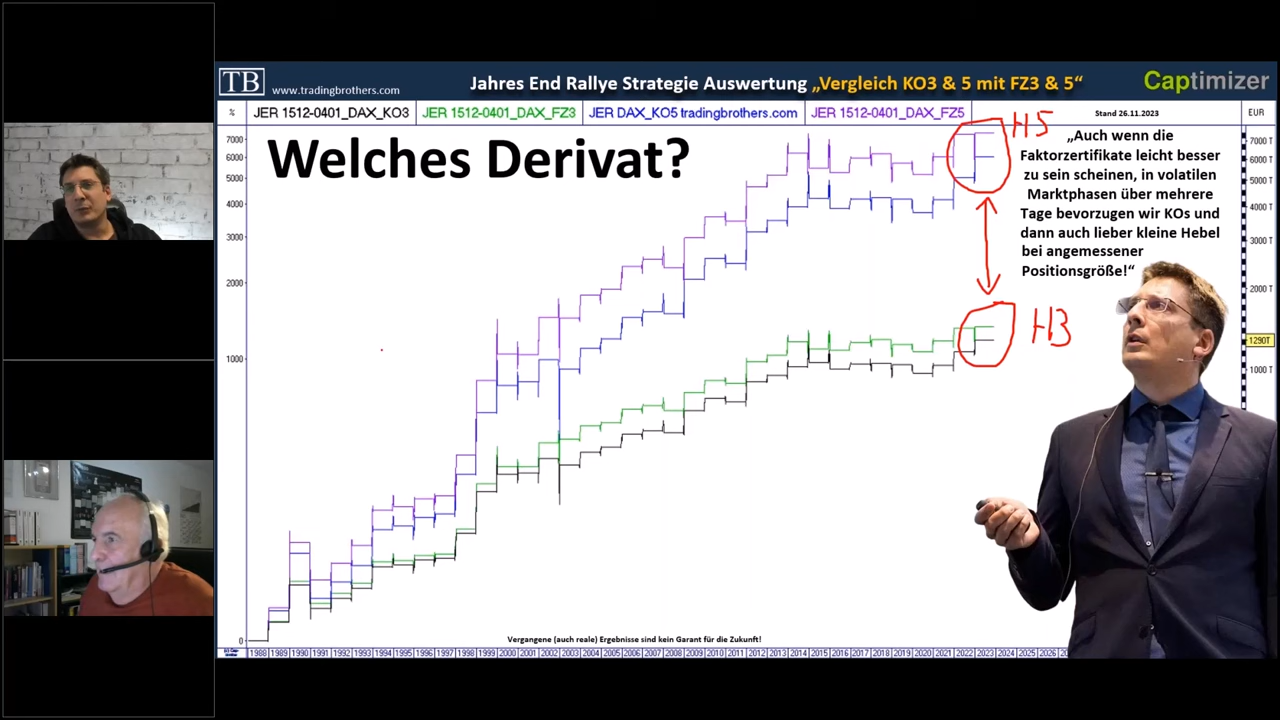 TB
www.tradingbrothers.com
Jahres End Rallye Strategie Auswertung „Vergleich KO3 & 5 mit FZ3 & 5“
Captimizer
%
JER 1512-0401_DAX_KO3
JER 1512-0401_DAX_FZ3
JER DAX_KO5 tradingbrothers.com
JER 1512-0401_DAX_FZ5
Stand 26.11.2023
EUR
Welches Derivat?
H5
„Auch wenn die
Faktorzertifikate leicht besser
zu sein scheinen, in volatilen
Marktphasen über mehrere
Tage bevorzugen wir KOs und
dann auch lieber kleine Hebel
bei angemessener
Positionsgröße!“
H3
7000
6000
5000
4000
3000
2000
1000
0
7000 T
6000 T
5000 T
4000 T
3000 T
2000 T
1290T
1000 T
Vergangene (auch reale) Ergebnisse sind kein Garant für die Zukunft!
1988 1989 1990 1991 1992 1993 1994 1995 1996 1997 1998 1999 2000 2001 2002 2003 2004 2005 2006 2007 2008 2009 2010 2011 2012 2013 2014 2015 2016 2017 2018 2019 2020 2021 2022 2023 2024 2025 2026